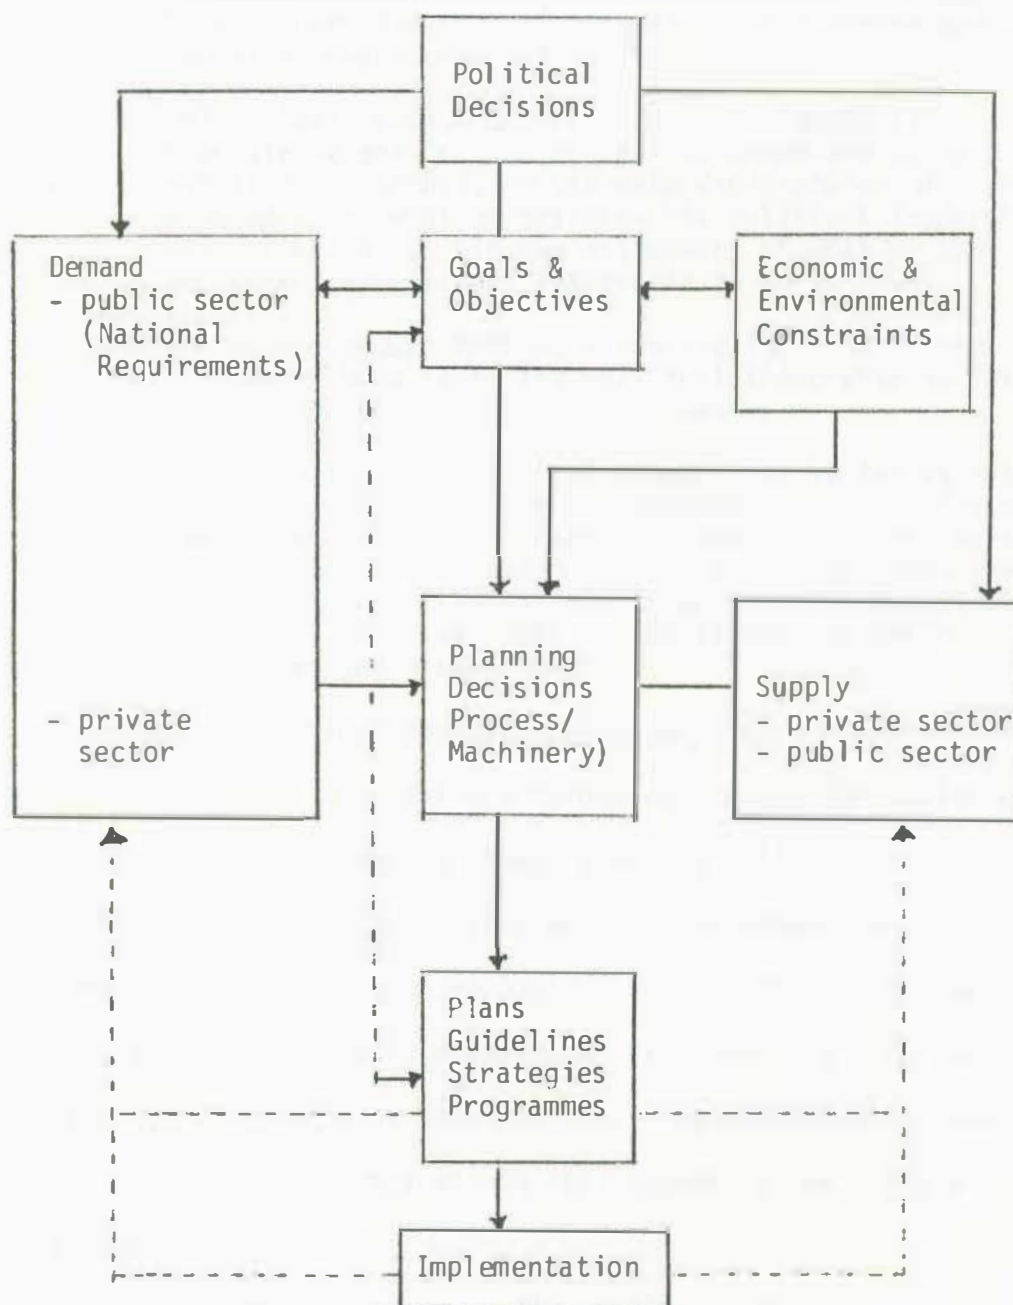 Political
Decisions
Demand
- public sector
(National
Requirements)
- private
sector
Goals &
Objectives
Economic &
Environmental
Constraints
Planning
Decisions
Process/
Machinery)
Supply
- private sector
- public sector
Plans
Guidelines
Strategies
Programmes
Implementation